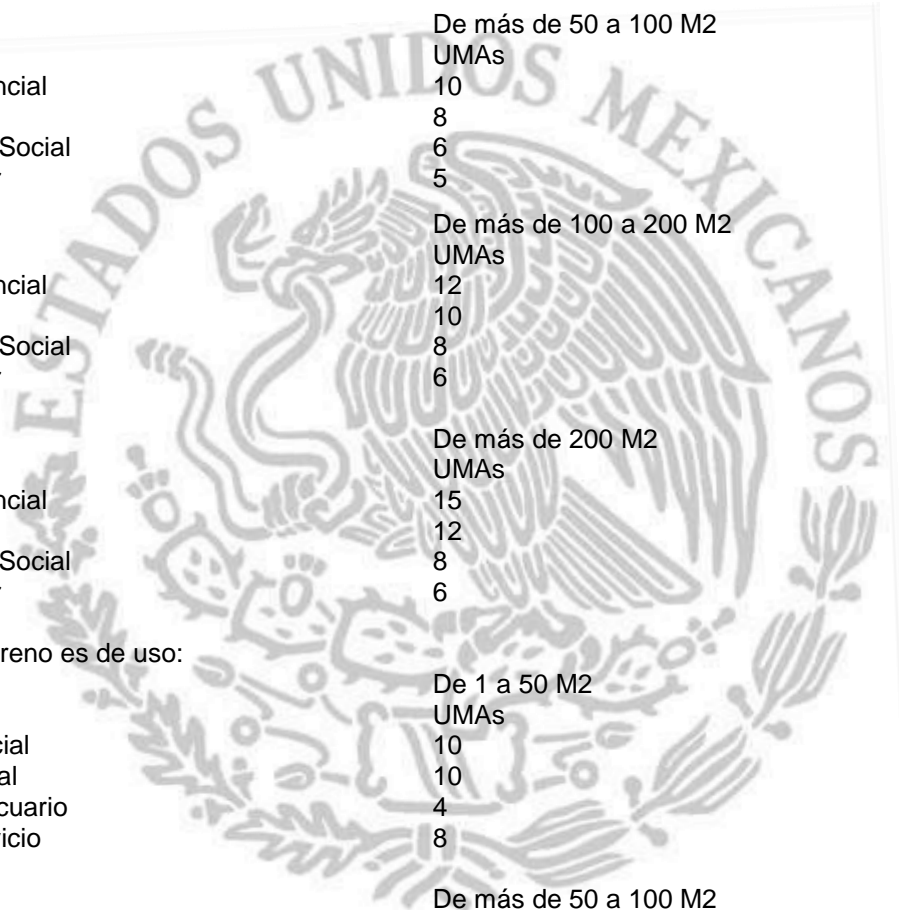 De más de 50 a 100 M2
UMAs
ncial 10
8
Social 6
5
De más de 100 a 200 M2
UMAs
ncial 12
10
Social 8
6
De más de 200 M2
UMAs
ncial 15
12
Social 8
6
reno es de uso:
De 1 a 50 M2
UMAs
cial 10
al 10
cuario 4
icio 8
De más de 50 a 100 M2
ESTADOS UNIDOS MEXICANOS